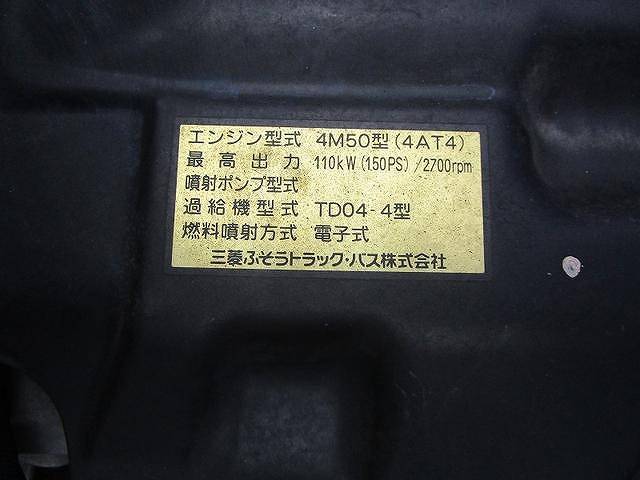 エンジン型式 4M50型(4AT4)
最高出力 110kW(150PS)/2700rpm
噴射ポンプ型式
過給機型式 TD04-4型
燃料噴射方式 電子式
三菱ふそうトラック・バス株式会社